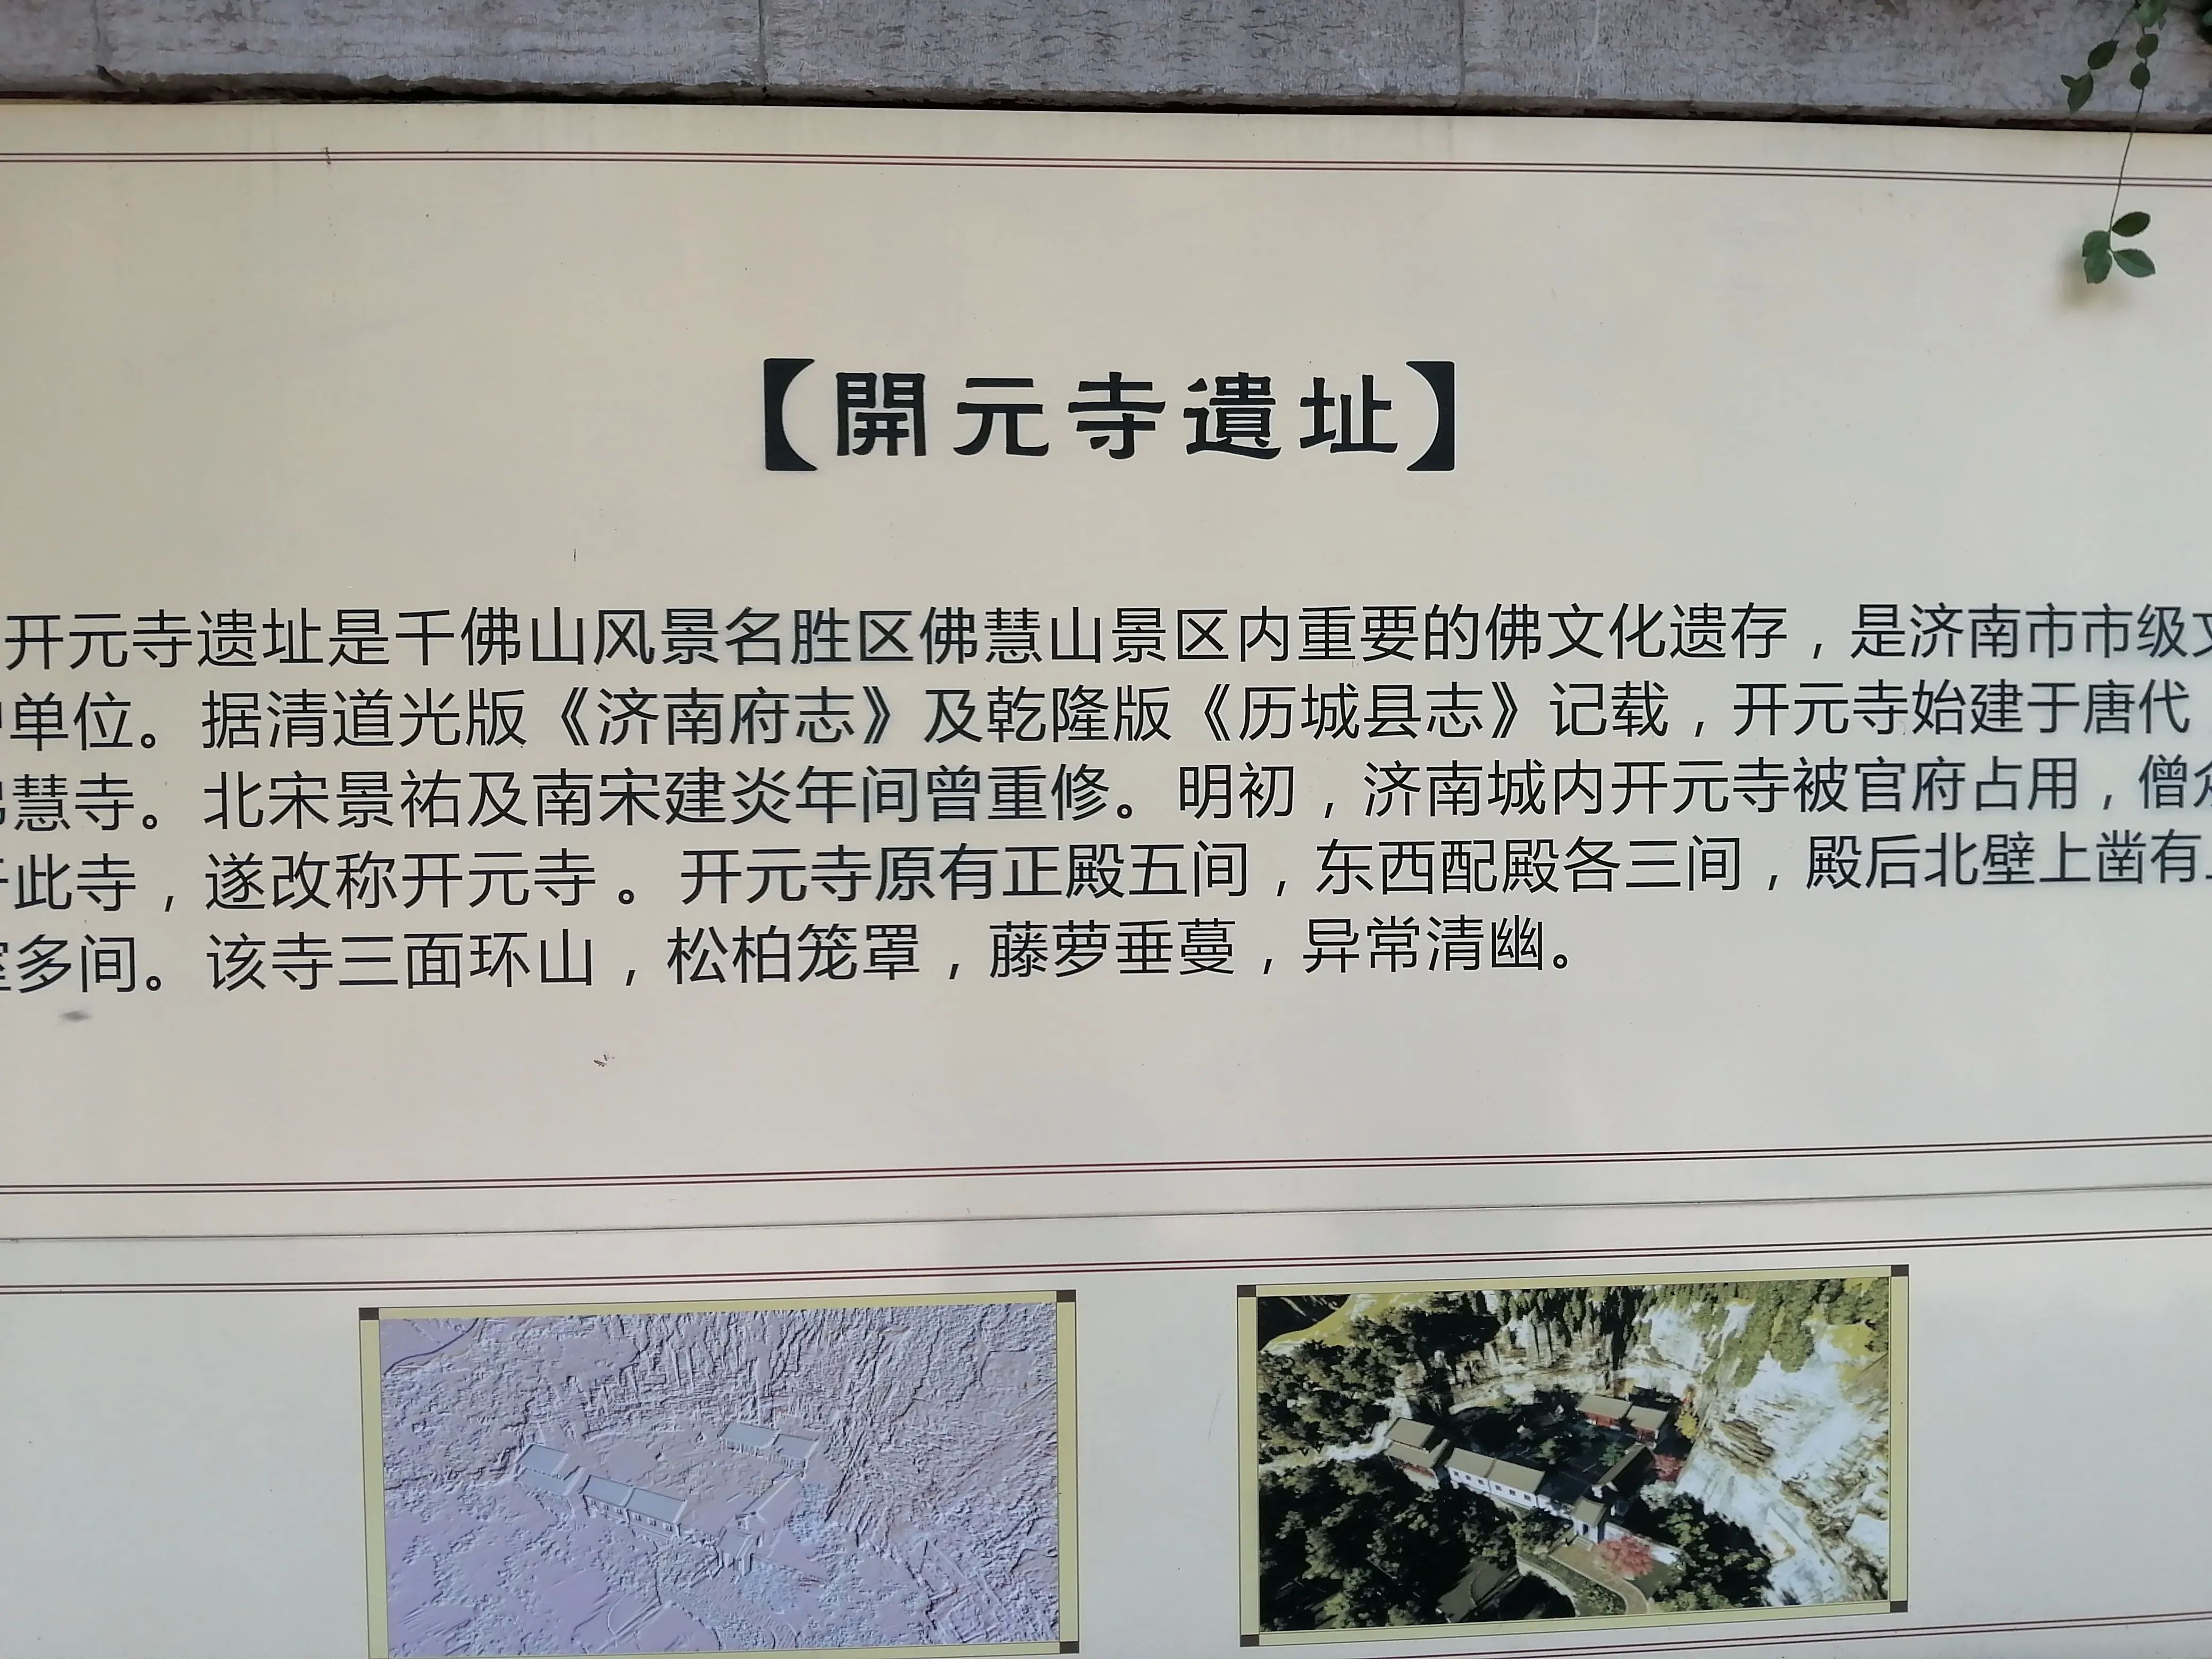 【開元寺遺址】
开元寺遗址是千佛山风景名胜区佛慧山景区内重要的佛文化遗存，是济南市市级文
单位。据清道光版《济南府志》及乾隆版《历城县志》记载，开元寺始建于唐代
慧寺。北宋景祐及南宋建炎年间曾重修。明初，济南城内开元寺被官府占用，僧众
此寺，遂改称开元寺。开元寺原有正殿五间，东西配殿各三间，殿后北壁上凿有
多间。该寺三面环山，松柏笼罩，藤萝垂蔓，异常清幽。